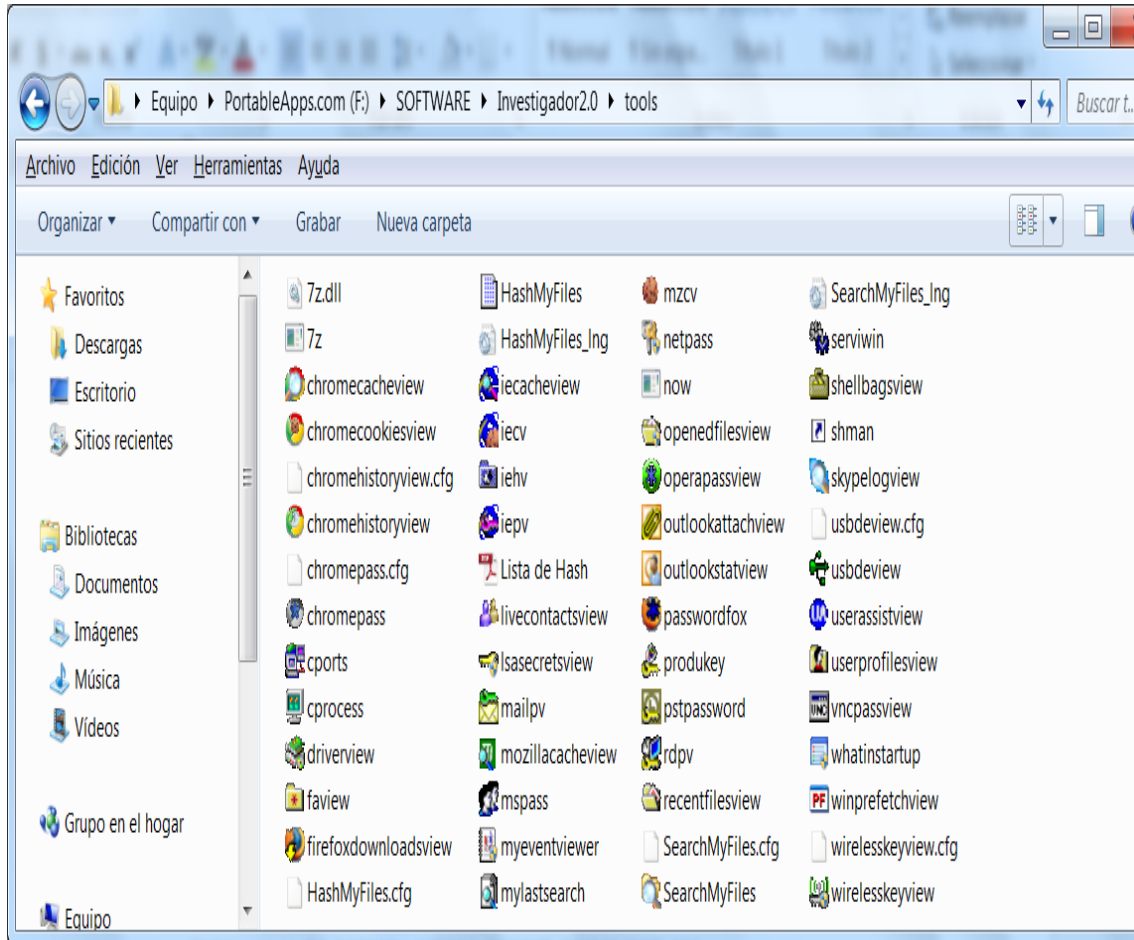 Equipo ▸ PortableApps.com (F:) ▸ SOFTWARE ▸ Investigador2.0 ▸ tools
Buscar t...
Archivo Edición Ver Herramientas Ayuda
Organizar Compartir con Grabar Nueva carpeta
Favoritos
Descargas
Escritorio
Sitios recientes
Bibliotecas
Documentos
Imágenes
Música
Vídeos
Grupo en el hogar
Equipo
7z.dll
7z
chromecacheview
chromecookiesview
chromehistoryview.cfg
chromehistoryview
chromepass.cfg
chromepass
cports
cprocess
driverview
faview
firefoxdownloadsview
HashMyFiles.cfg
HashMyFiles
HashMyFiles_lng
iecacheview
iecv
iehv
iepv
Lista de Hash
livecontactsview
lsasecretsview
mailpv
mozillacacheview
mspass
myeventviewer
mylastsearch
mzcv
netpass
now
openedfilesview
operapassview
outlookattachview
outlookstatview
passwordfox
produkey
pstpassword
rdpv
recentfilesview
SearchMyFiles.cfg
SearchMyFiles
SearchMyFiles_lng
serviwin
shellbagsview
shman
skypelogview
usbdeview.cfg
usbdeview
userassistview
userprofilesview
vncpassview
whatinstartup
winprefetchview
wirelesskeyview.cfg
wirelesskeyview